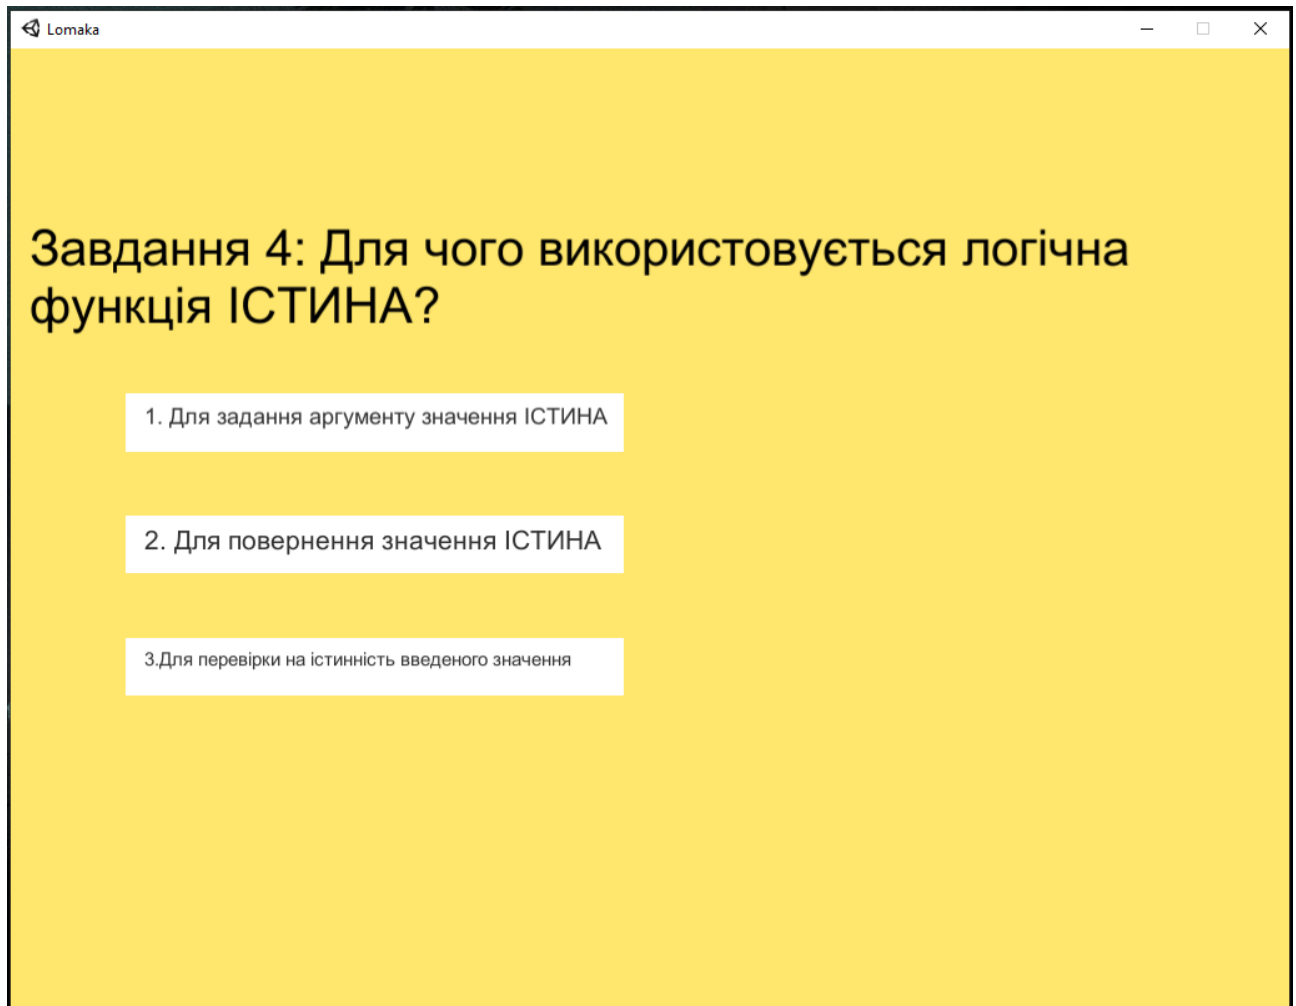 Lomaka
Завдання 4: Для чого використовується логічна
функція ІСТИНА?
1. Для задання аргументу значення ІСТИНА
2. Для повернення значення ІСТИНА
3.Для перевірки на істинність введеного значення